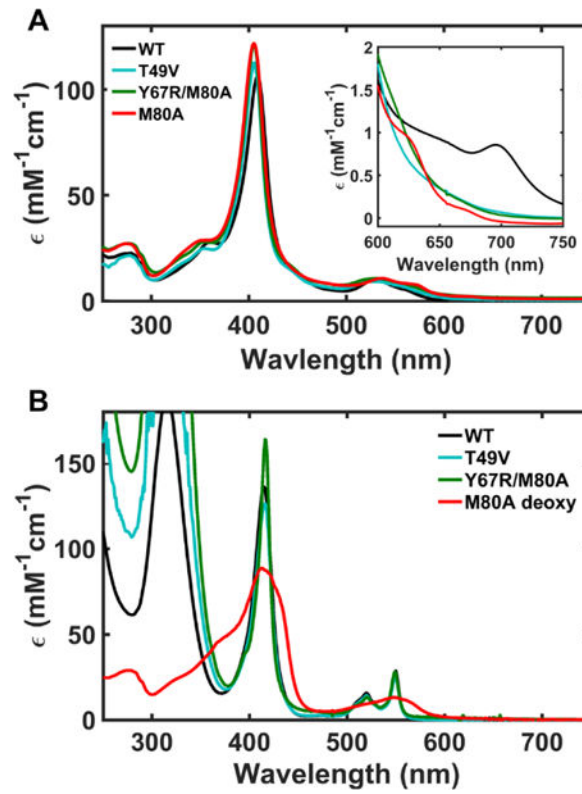 A
ϵ (mM⁻¹cm⁻¹)
100
50
0
WT
T49V
Y67R/M80A
M80A
ϵ (mM⁻¹cm⁻¹)
2
1.5
1
0.5
0
600 650 700 750
Wavelength (nm)
300 400 500 600 700
Wavlength (nm)
B
ϵ (mM⁻¹cm⁻¹)
150
100
50
0
WT
T49V
Y67R/M80A
M80A deoxy
300 400 500 600 700
Wavelength (nm)